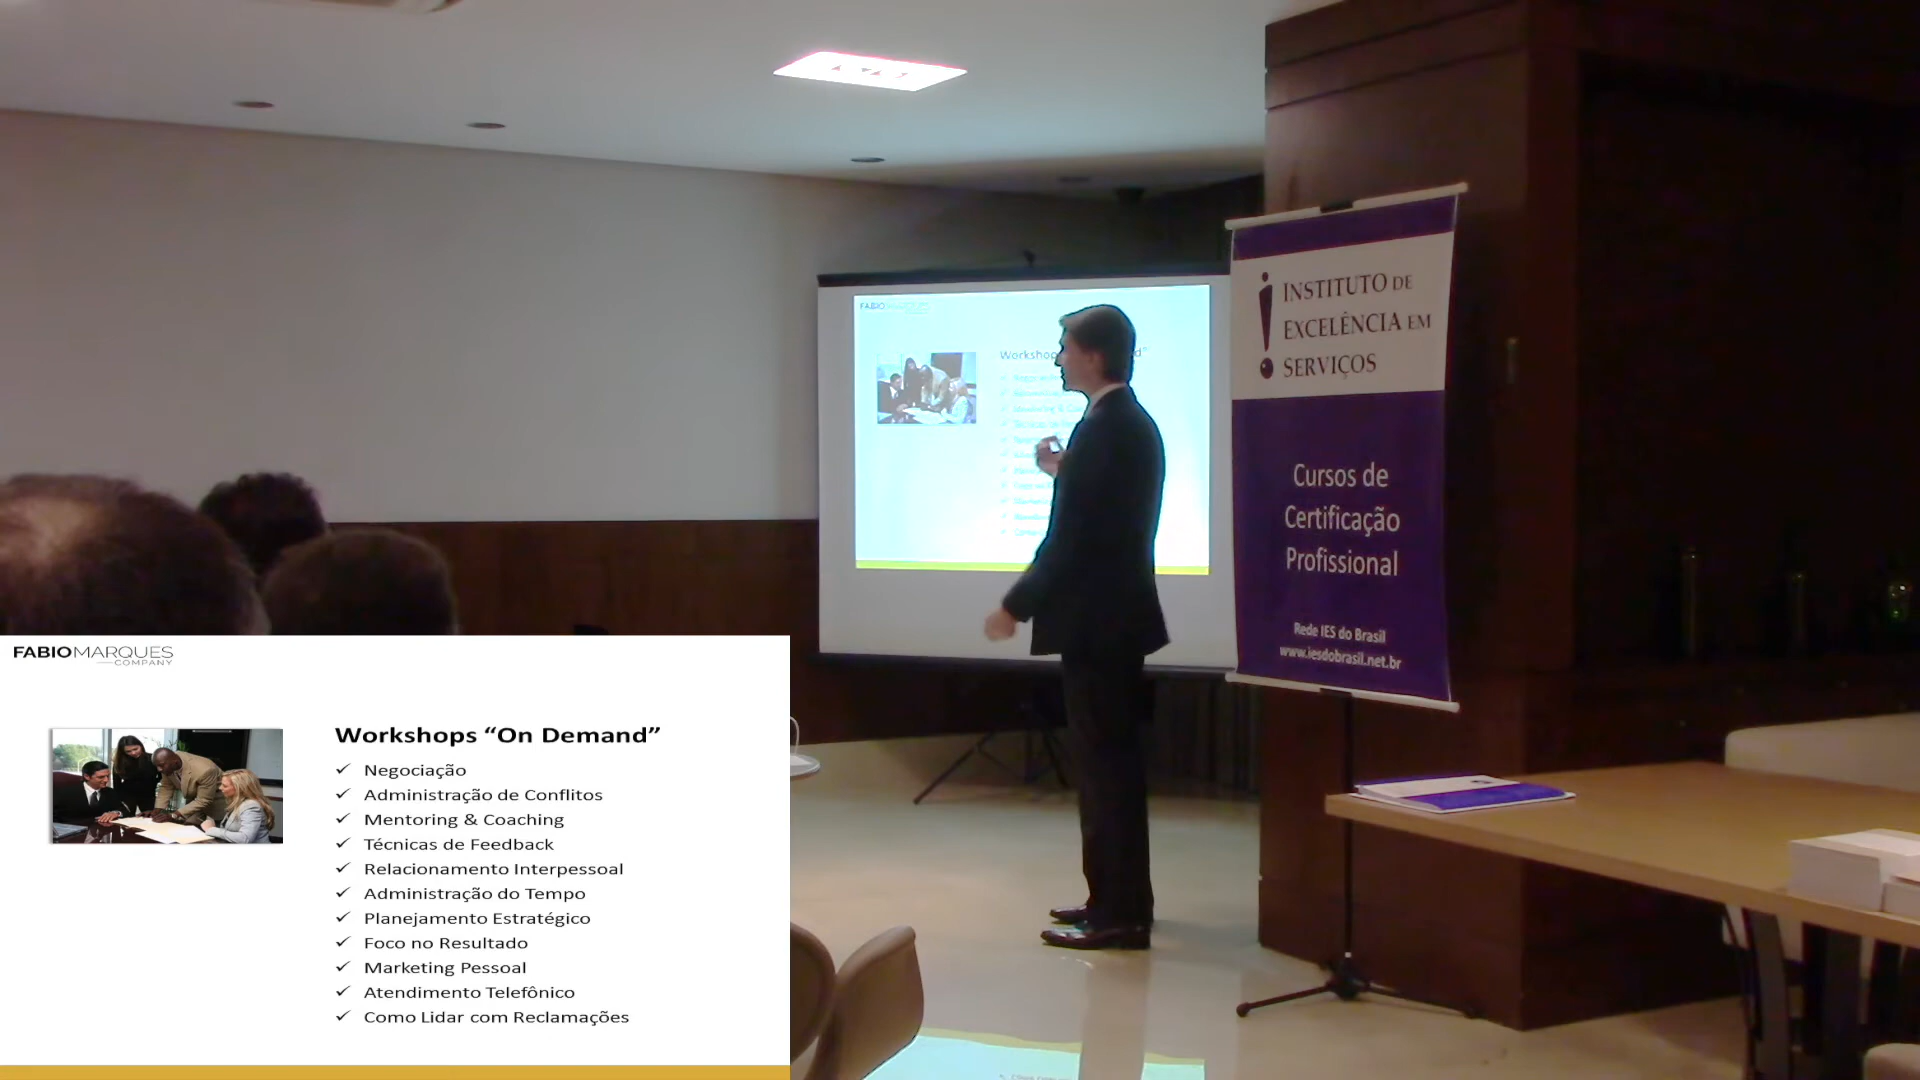 FABIOMARQUES
Workshop
INSTITUTO DE
EXCELÊNCIA EM
SERVIÇOS
Cursos de
Certificação
Profissional
Rede IES do Brasil
www.iesdobrasil.net.br
FABIOMARQUES
COMPANY
Workshops “On Demand”
✓ Negociação
✓ Administração de Conflitos
✓ Mentoring & Coaching
✓ Técnicas de Feedback
✓ Relacionamento Interpessoal
✓ Administração do Tempo
✓ Planejamento Estratégico
✓ Foco no Resultado
✓ Marketing Pessoal
✓ Atendimento Telefônico
✓ Como Lidar com Reclamações